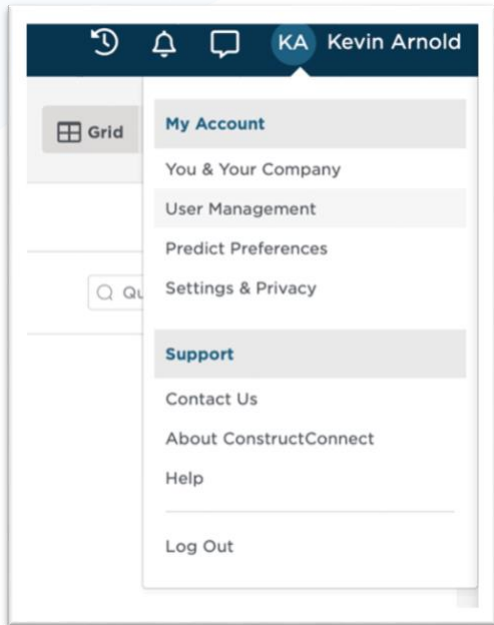 KA Kevin Arnold
Grid
My Account
You & Your Company
User Management
Predict Preferences
Qu
Settings & Privacy
Support
Contact Us
About ConstructConnect
Help
Log Out